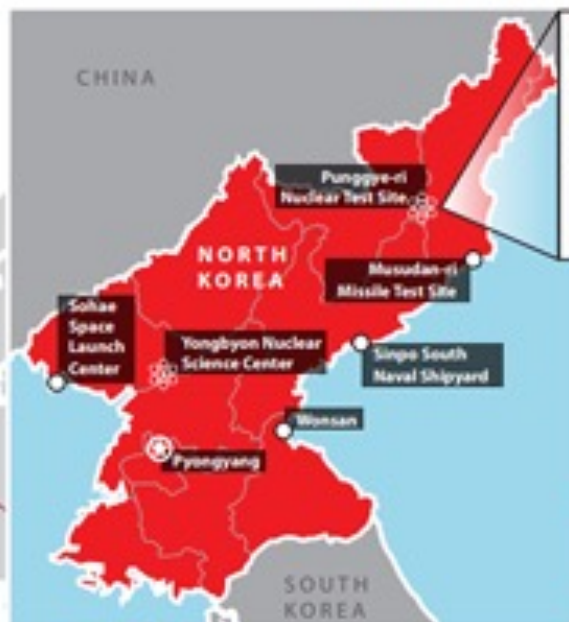 CHINA
Punggye-ri
Nuclear Test Site
NORTH
KOREA
Musudan-ri
Missile Test Site
Sohae
Space
Launch
Center
Yongbyon Nuclear
Science Center
Sinpo South
Naval Shipyard
Wonsan
Pyongyang
SOUTH
KOREA